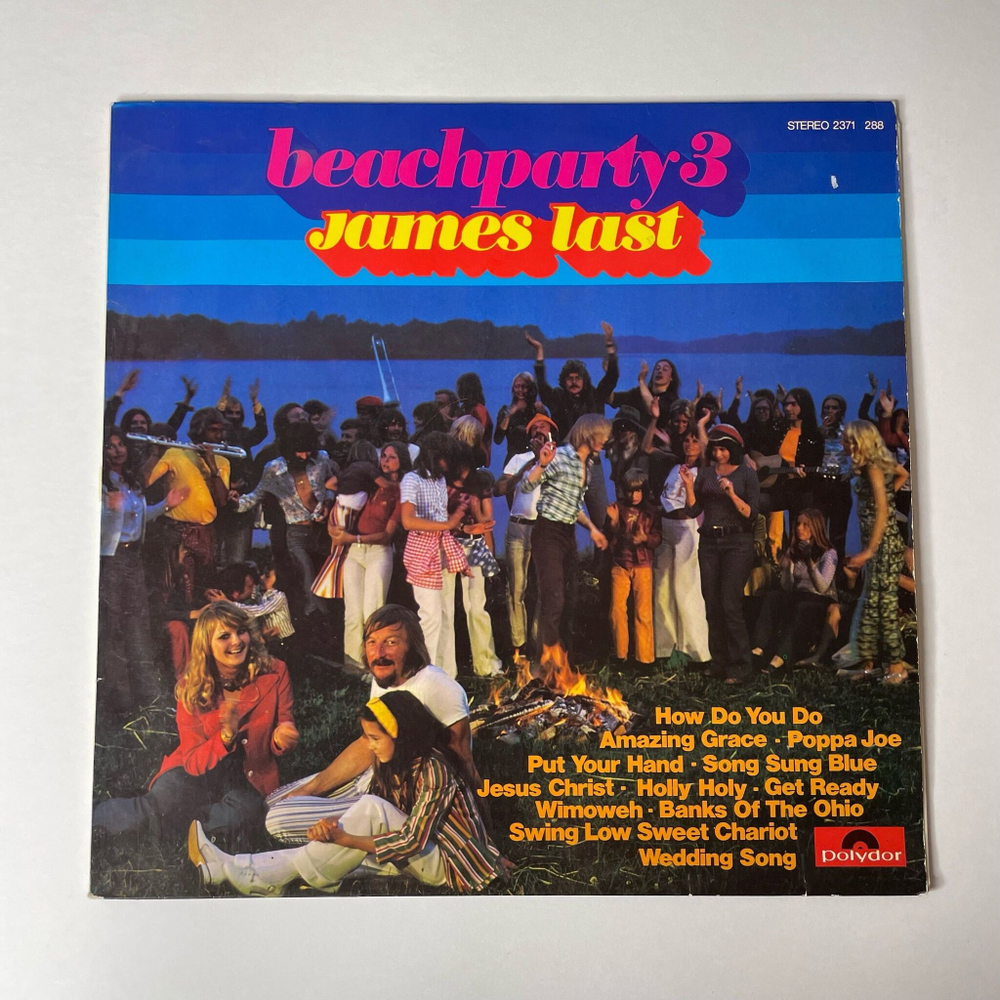 STEREO 2371 288
beachparty 3
James last
How Do You Do
Amazing Grace · Poppa Joe
Put Your Hand · Song Sung Blue
Jesus Christ · Holly Holy · Get Ready
Wimoweh · Banks Of The Ohio
Swing Low Sweet Chariot
Wedding Song
polydor